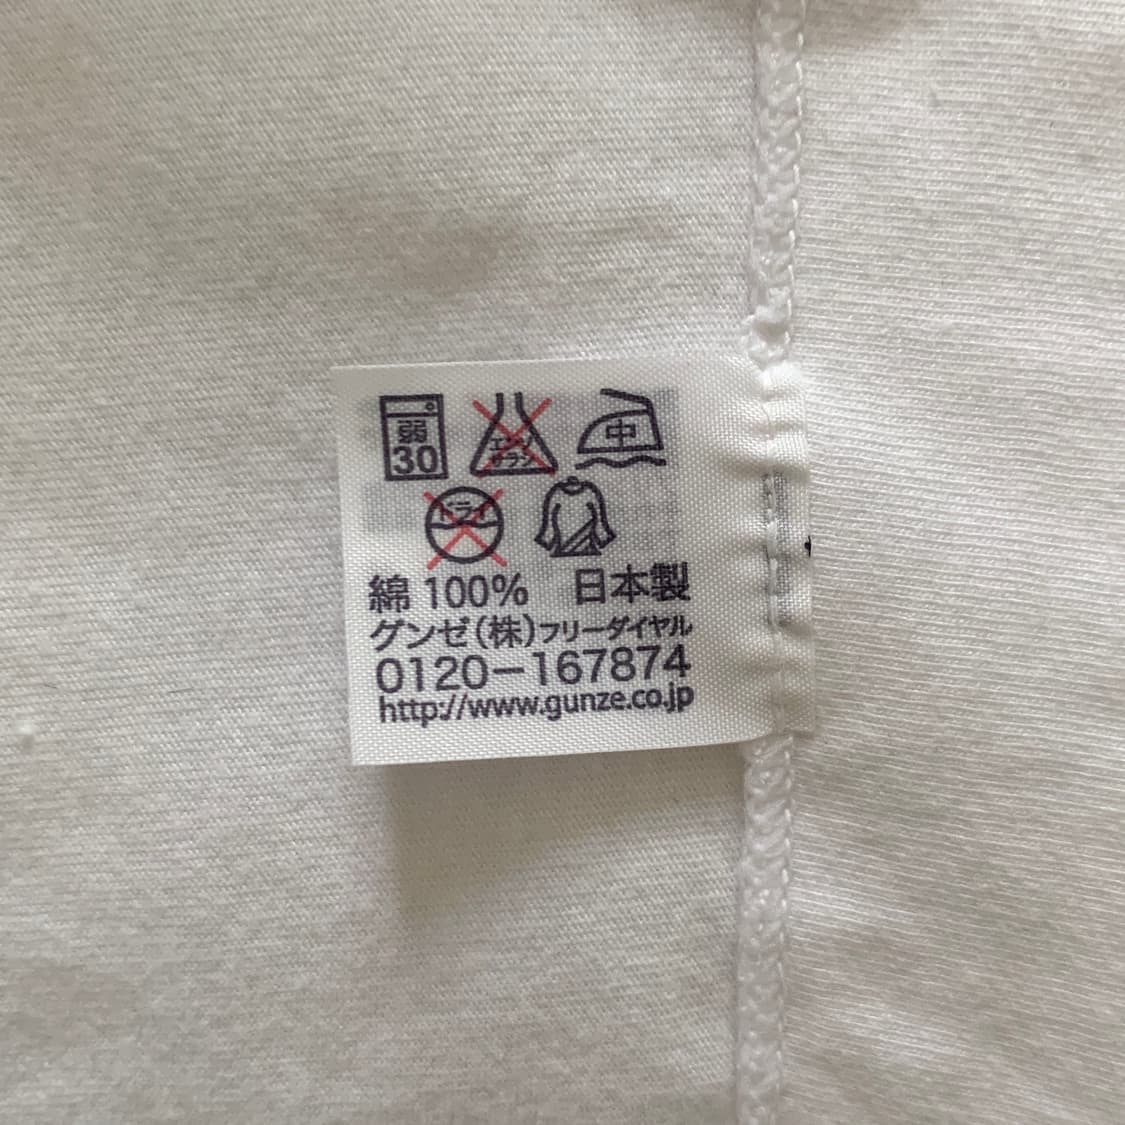 弱 エンソ 中
30 サラシ
ドライ
綿 100% 日本製
グンゼ(株)フリーダイヤル
0120-167874
http://www.gunze.co.jp